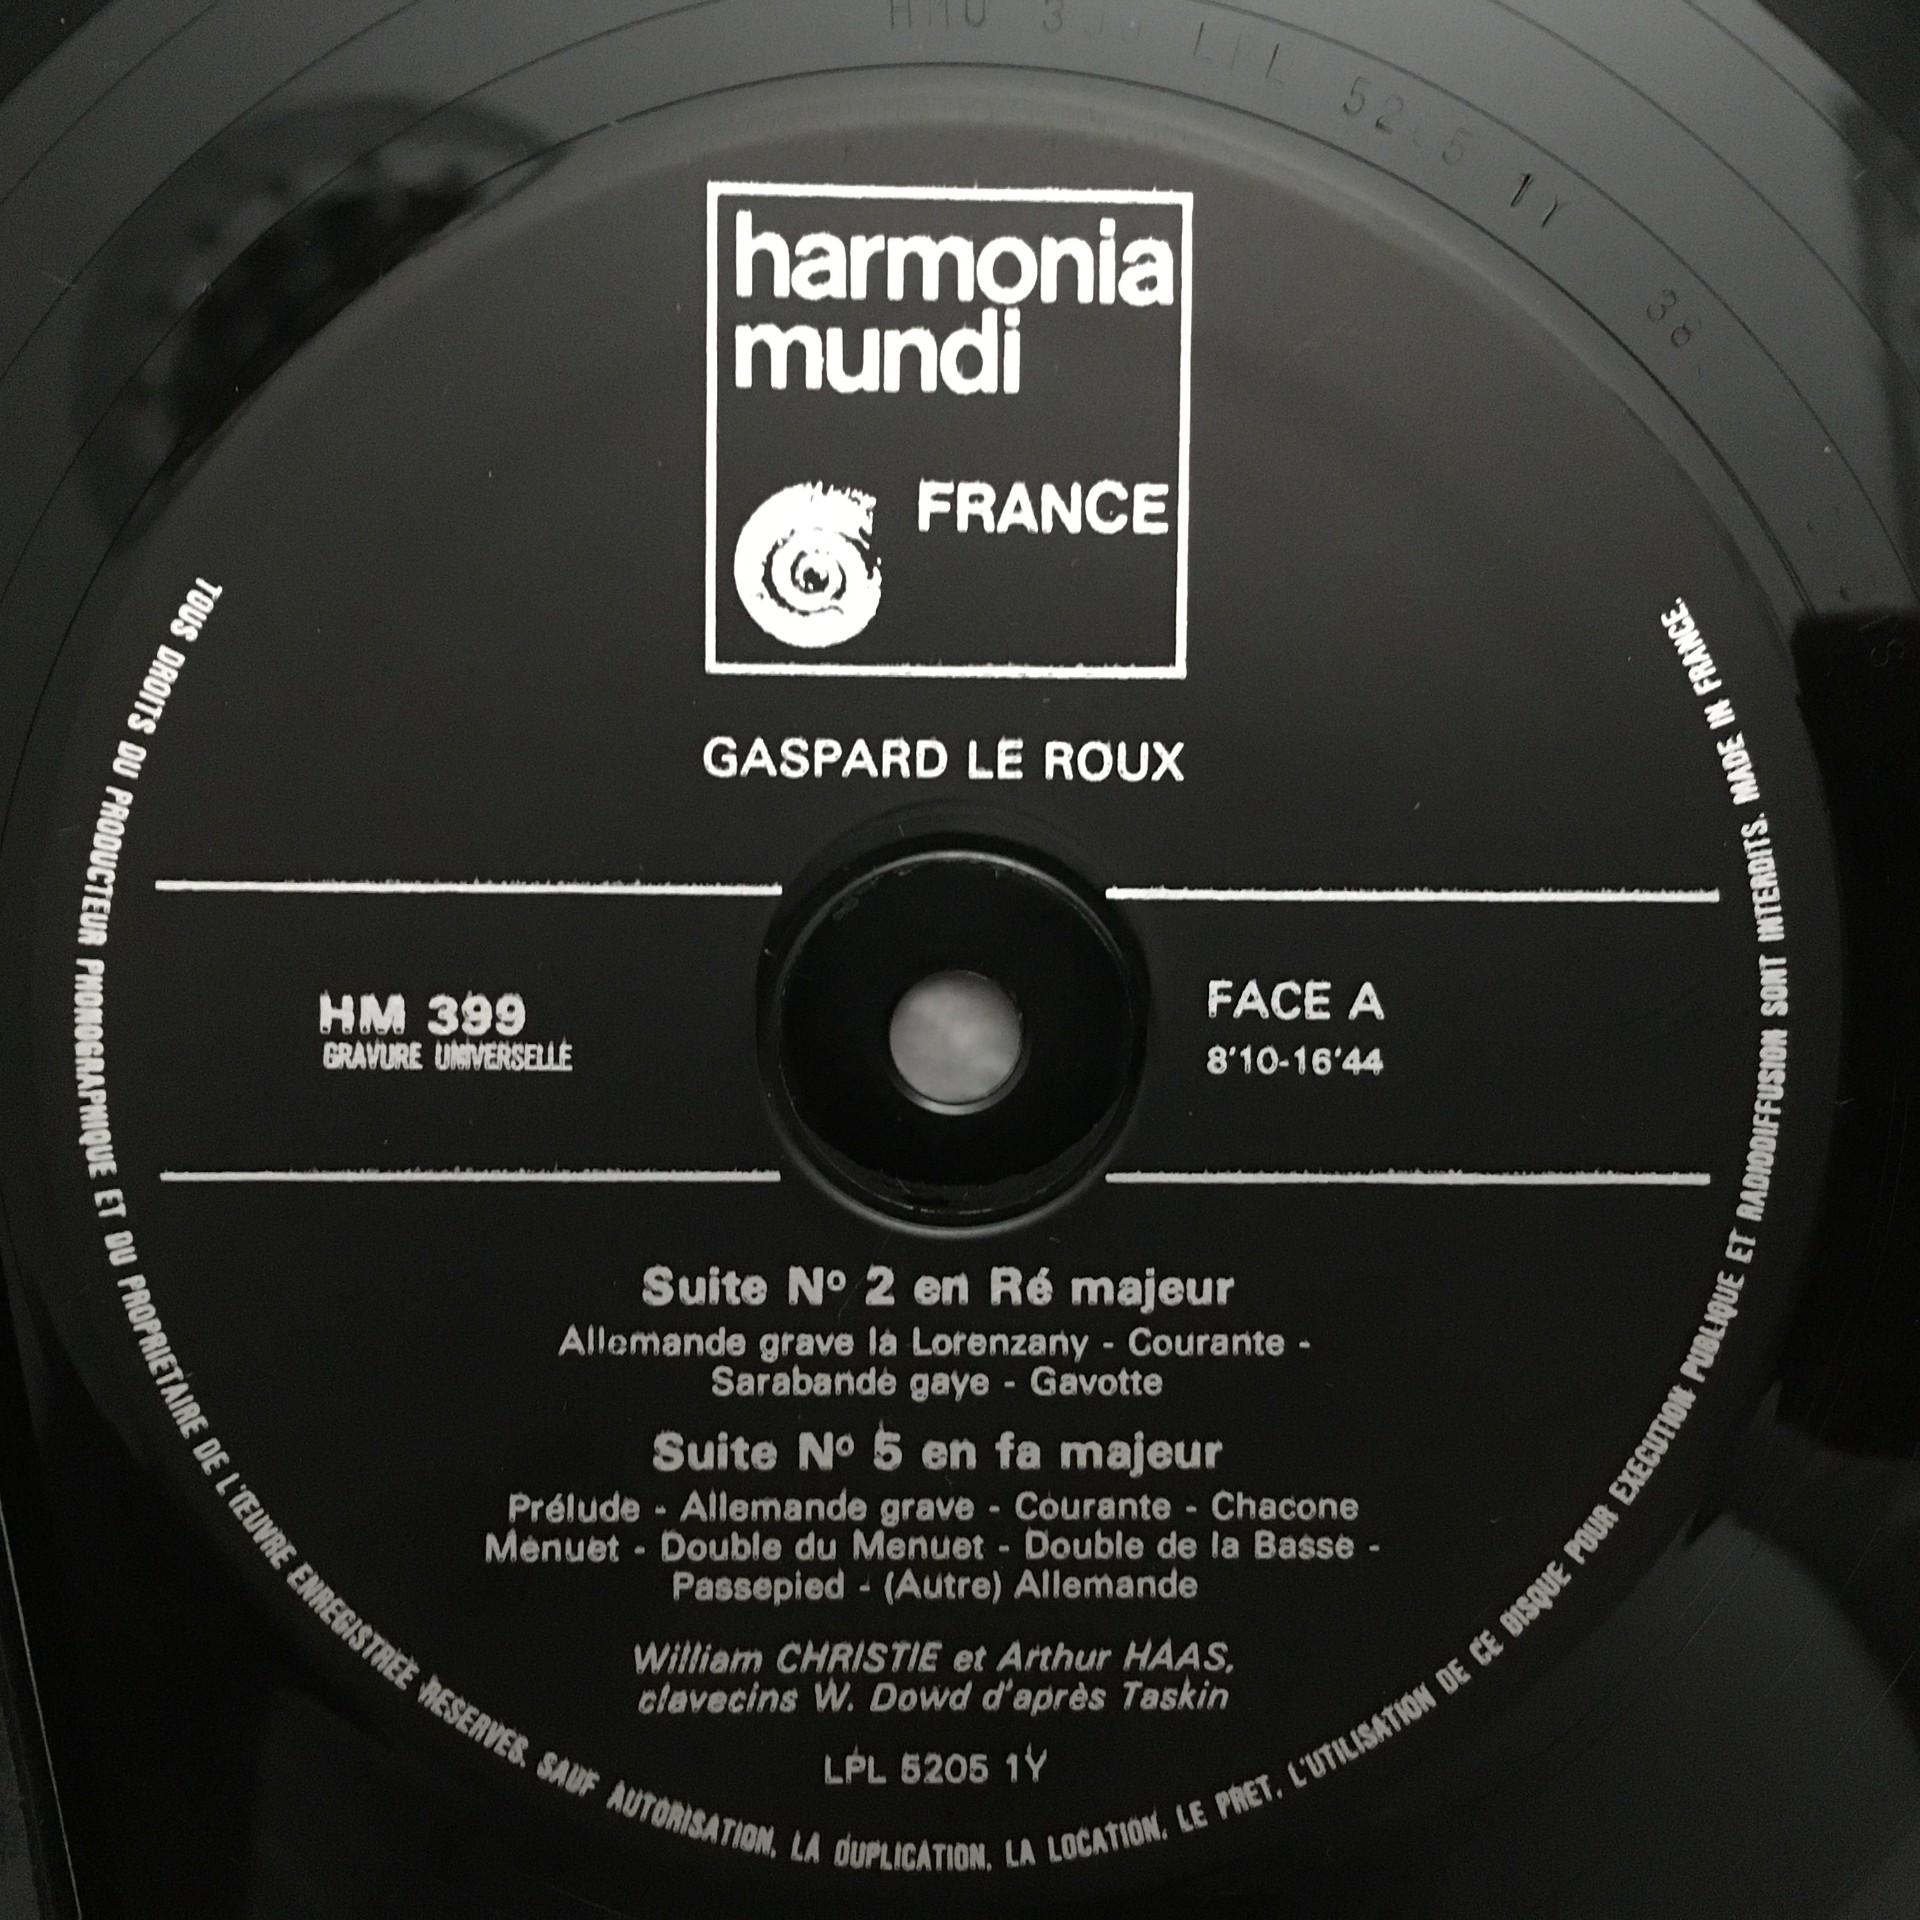 harmonia
mundi
FRANCE
GASPARD LE ROUX
HM 399
GRAVURE UNIVERSELLE
FACE A
8'10-16'44
Suite Nº 2 en Ré majeur
Allemande grave la Lorenzany - Courante -
Sarabande gaye - Gavotte
Suite Nº 5 en fa majeur
Prélude - Allemande grave - Courante - Chacone
Menuet - Double du Menuet - Double de la Basse -
Passepied - (Autre) Allemande
William CHRISTIE et Arthur HAAS,
clavecins W. Dowd d'après Taskin
LPL 5205 1Y
TOUS DROITS DU PRODUCTEUR PHONOGRAPHIQUE ET DU PROPRIETAIRE DE L'ŒUVRE ENREGISTREE RESERVES. SAUF AUTORISATION, LA DUPLICATION, LA LOCATION, LE PRET, L'UTILISATION DE CE DISQUE POUR EXECUTION PUBLIQUE ET RADIODIFFUSION SONT INTERDITS. MADE IN FRANCE.
LPL
1Y